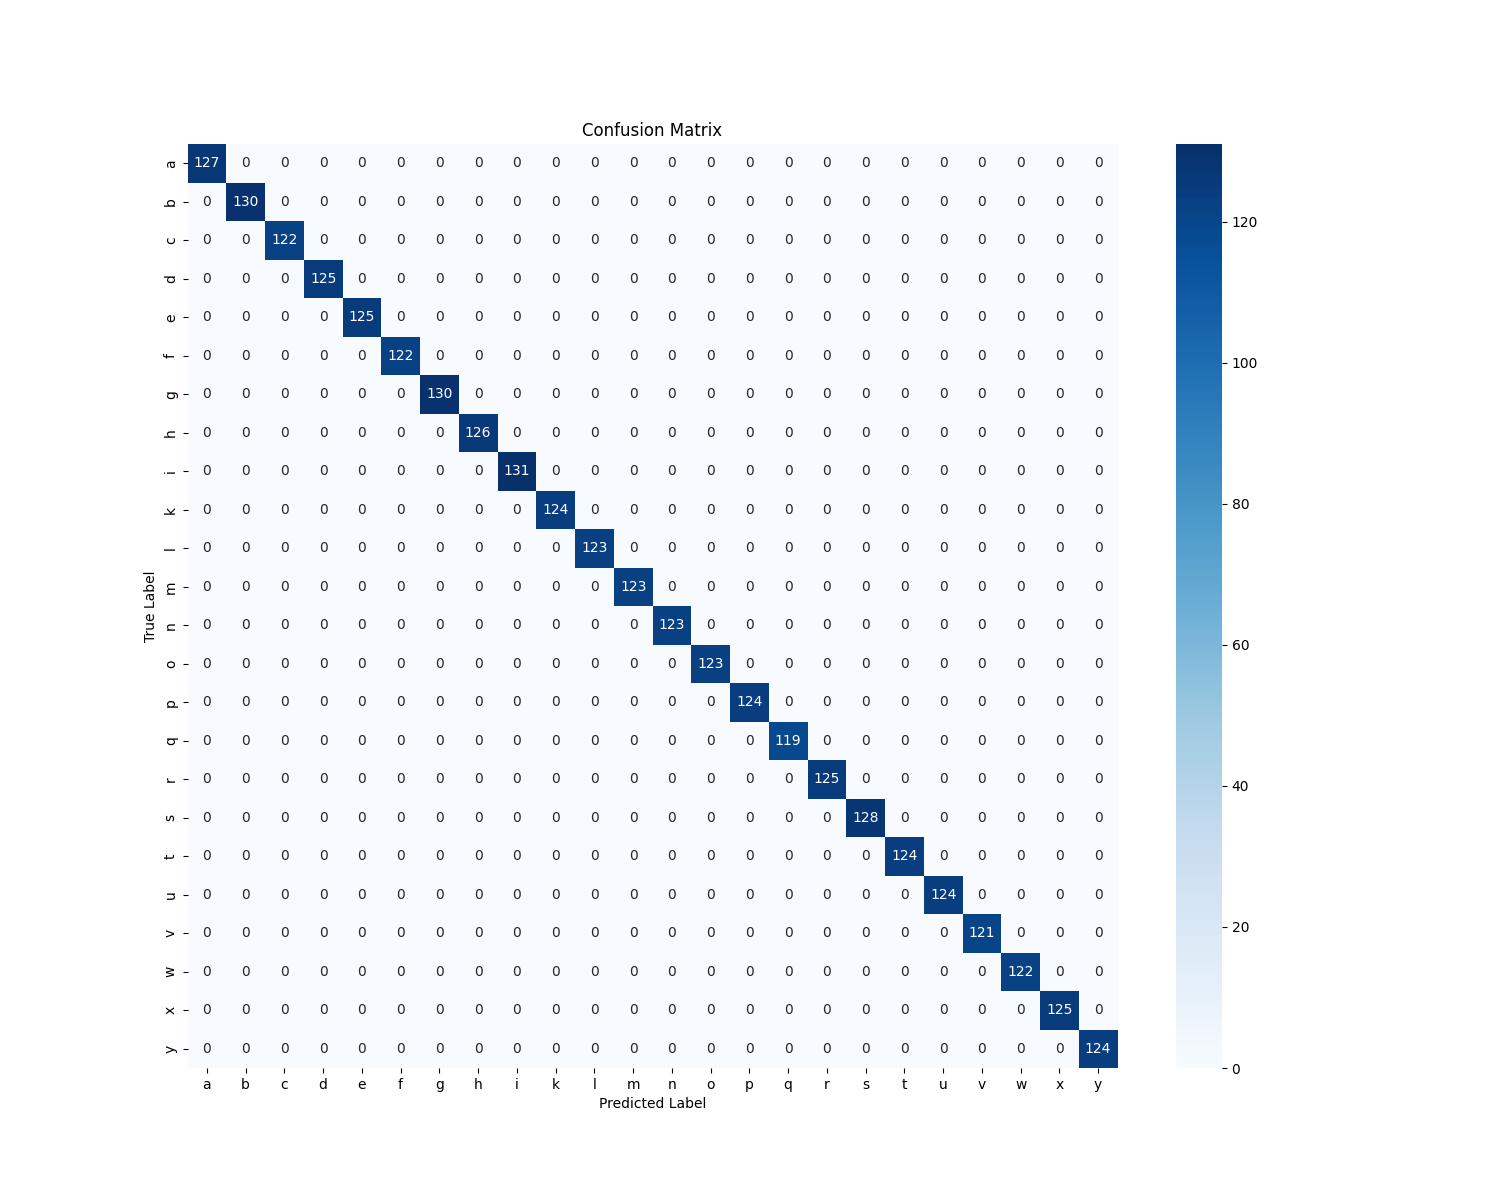 Confusion Matrix
a 127 0 0 0 0 0 0 0 0 0 0 0 0 0 0 0 0 0 0 0 0 0 0 0
b 0 130 0 0 0 0 0 0 0 0 0 0 0 0 0 0 0 0 0 0 0 0 0 0
c 0 0 122 0 0 0 0 0 0 0 0 0 0 0 0 0 0 0 0 0 0 0 0 0
d 0 0 0 125 0 0 0 0 0 0 0 0 0 0 0 0 0 0 0 0 0 0 0 0
e 0 0 0 0 125 0 0 0 0 0 0 0 0 0 0 0 0 0 0 0 0 0 0 0
f 0 0 0 0 0 122 0 0 0 0 0 0 0 0 0 0 0 0 0 0 0 0 0 0
g 0 0 0 0 0 0 130 0 0 0 0 0 0 0 0 0 0 0 0 0 0 0 0 0
h 0 0 0 0 0 0 0 126 0 0 0 0 0 0 0 0 0 0 0 0 0 0 0 0
i 0 0 0 0 0 0 0 0 131 0 0 0 0 0 0 0 0 0 0 0 0 0 0 0
k 0 0 0 0 0 0 0 0 0 124 0 0 0 0 0 0 0 0 0 0 0 0 0 0
l 0 0 0 0 0 0 0 0 0 0 123 0 0 0 0 0 0 0 0 0 0 0 0 0
m 0 0 0 0 0 0 0 0 0 0 0 123 0 0 0 0 0 0 0 0 0 0 0 0
n 0 0 0 0 0 0 0 0 0 0 0 0 123 0 0 0 0 0 0 0 0 0 0 0
o 0 0 0 0 0 0 0 0 0 0 0 0 0 123 0 0 0 0 0 0 0 0 0 0
p 0 0 0 0 0 0 0 0 0 0 0 0 0 0 124 0 0 0 0 0 0 0 0 0
q 0 0 0 0 0 0 0 0 0 0 0 0 0 0 0 119 0 0 0 0 0 0 0 0
r 0 0 0 0 0 0 0 0 0 0 0 0 0 0 0 0 125 0 0 0 0 0 0 0
s 0 0 0 0 0 0 0 0 0 0 0 0 0 0 0 0 0 128 0 0 0 0 0 0
t 0 0 0 0 0 0 0 0 0 0 0 0 0 0 0 0 0 0 124 0 0 0 0 0
u 0 0 0 0 0 0 0 0 0 0 0 0 0 0 0 0 0 0 0 124 0 0 0 0
v 0 0 0 0 0 0 0 0 0 0 0 0 0 0 0 0 0 0 0 0 121 0 0 0
w 0 0 0 0 0 0 0 0 0 0 0 0 0 0 0 0 0 0 0 0 0 122 0 0
x 0 0 0 0 0 0 0 0 0 0 0 0 0 0 0 0 0 0 0 0 0 0 125 0
y 0 0 0 0 0 0 0 0 0 0 0 0 0 0 0 0 0 0 0 0 0 0 0 124
a b c d e f g h i k l m n o p q r s t u v w x y
Predicted Label
True Label
120
100
80
60
40
20
0